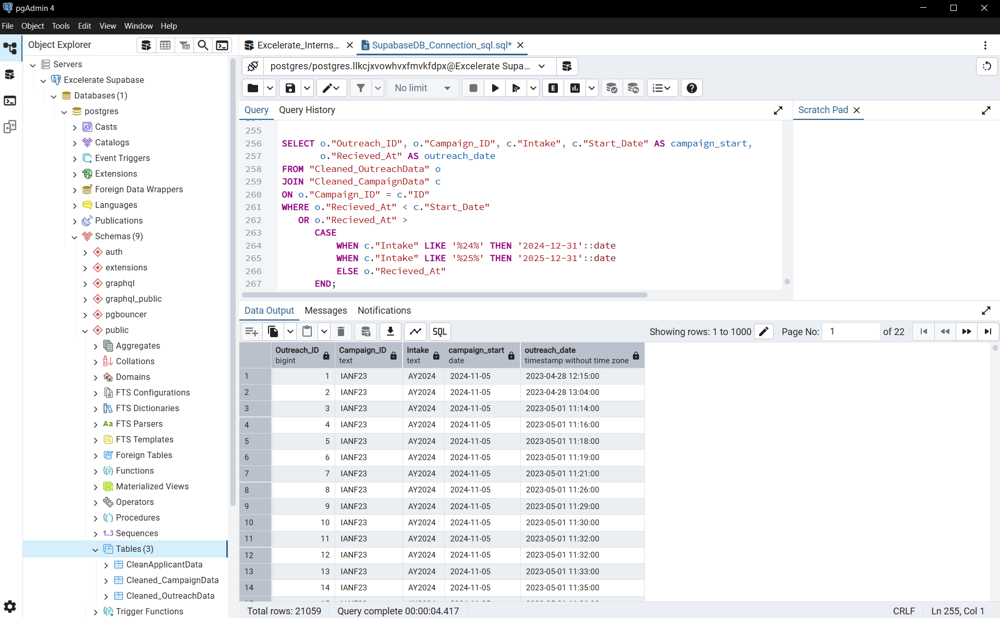 pgAdmin 4
File Object Tools Edit View Window Help
Object Explorer
Servers
Excelerate Supabase
Databases (1)
postgres
Casts
Catalogs
Event Triggers
Extensions
Foreign Data Wrappers
Languages
Publications
Schemas (9)
auth
extensions
graphql
graphql_public
pgbouncer
public
Aggregates
Collations
Domains
FTS Configurations
FTS Dictionaries
Aa FTS Parsers
FTS Templates
Foreign Tables
Functions
Materialized Views
Operators
Procedures
1..3 Sequences
Tables (3)
CleanApplicantData
Cleaned_CampaignData
Cleaned_OutreachData
Trigger Functions
Excelerate_Interns... SupabaseDB_Connection_sql.sql*
postgres/postgres.llkcjxvowhvxfmvkfdpx@Excelerate Supa...
No limit E
Query Query History
255
256 SELECT o."Outreach_ID", o."Campaign_ID", c."Intake", c."Start_Date" AS campaign_start,
257 o."Recieved_At" AS outreach_date
258 FROM "Cleaned_OutreachData" o
259 JOIN "Cleaned_CampaignData" c
260 ON o."Campaign_ID" = c."ID"
261 WHERE o."Recieved_At" < c."Start_Date"
262 OR o."Recieved_At" >
263 CASE
264 WHEN c."Intake" LIKE '%24%' THEN '2024-12-31'::date
265 WHEN c."Intake" LIKE '%25%' THEN '2025-12-31'::date
266 ELSE o."Recieved_At"
267 END;
Scratch Pad
Data Output Messages Notifications
SQL Showing rows: 1 to 1000 Page No: 1 of 22
Outreach_ID Campaign_ID Intake campaign_start outreach_date
bigint text text date timestamp without time zone
1 1 IANF23 AY2024 2024-11-05 2023-04-28 12:15:00
2 2 IANF23 AY2024 2024-11-05 2023-04-28 13:04:00
3 3 IANF23 AY2024 2024-11-05 2023-05-01 11:14:00
4 4 IANF23 AY2024 2024-11-05 2023-05-01 11:16:00
5 5 IANF23 AY2024 2024-11-05 2023-05-01 11:18:00
6 6 IANF23 AY2024 2024-11-05 2023-05-01 11:19:00
7 7 IANF23 AY2024 2024-11-05 2023-05-01 11:21:00
8 8 IANF23 AY2024 2024-11-05 2023-05-01 11:26:00
9 9 IANF23 AY2024 2024-11-05 2023-05-01 11:29:00
10 10 IANF23 AY2024 2024-11-05 2023-05-01 11:30:00
11 11 IANF23 AY2024 2024-11-05 2023-05-01 11:32:00
12 12 IANF23 AY2024 2024-11-05 2023-05-01 11:32:00
13 13 IANF23 AY2024 2024-11-05 2023-05-01 11:33:00
14 14 IANF23 AY2024 2024-11-05 2023-05-01 11:35:00
Total rows: 21059 Query complete 00:00:04.417 CRLF Ln 255, Col 1